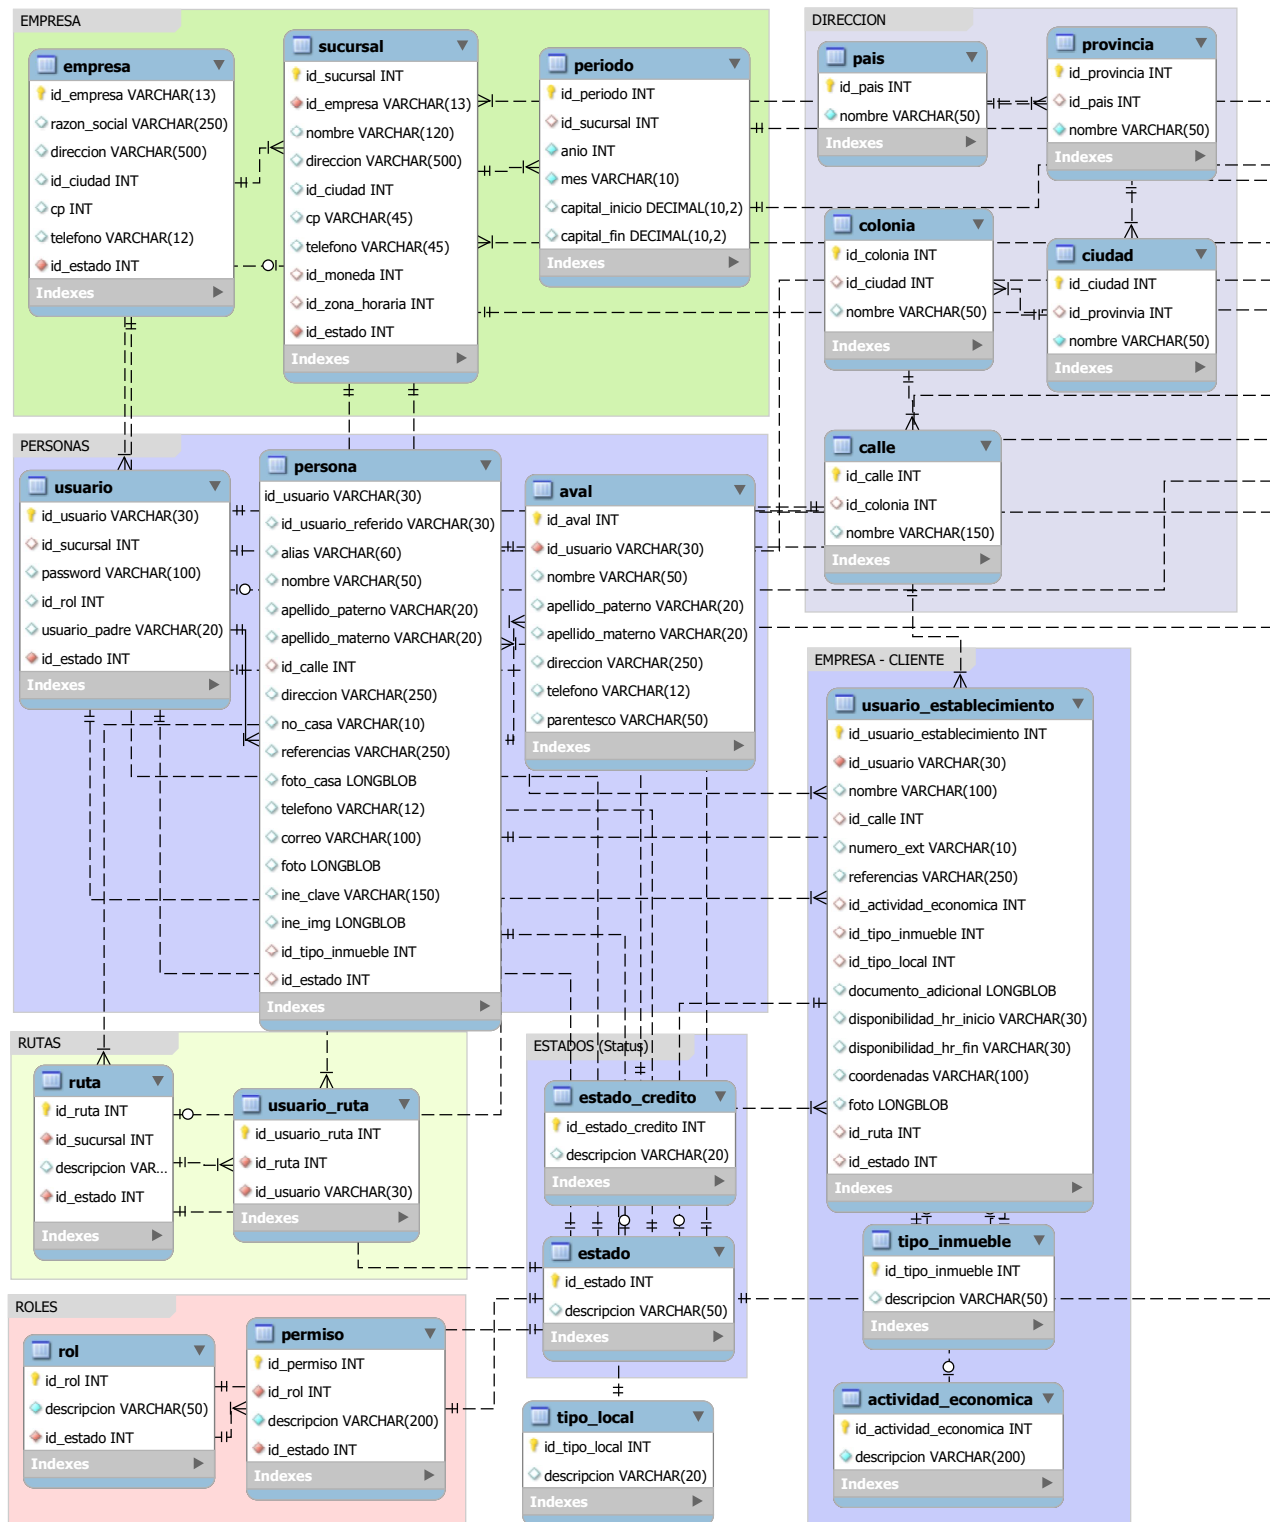 EMPRESA
empresa
id_empresa VARCHAR(13)
razon_social VARCHAR(250)
direccion VARCHAR(500)
id_ciudad INT
cp INT
telefono VARCHAR(12)
id_estado INT
Indexes
sucursal
id_sucursal INT
id_empresa VARCHAR(13)
nombre VARCHAR(120)
direccion VARCHAR(500)
id_ciudad INT
cp VARCHAR(45)
telefono VARCHAR(45)
id_moneda INT
id_zona_horaria INT
id_estado INT
Indexes
periodo
id_periodo INT
id_sucursal INT
anio INT
mes VARCHAR(10)
capital_inicio DECIMAL(10,2)
capital_fin DECIMAL(10,2)
Indexes
DIRECCION
pais
id_pais INT
nombre VARCHAR(50)
Indexes
provincia
id_provincia INT
id_pais INT
nombre VARCHAR(50)
Indexes
colonia
id_colonia INT
id_ciudad INT
nombre VARCHAR(50)
Indexes
ciudad
id_ciudad INT
id_provinvia INT
nombre VARCHAR(50)
Indexes
calle
id_calle INT
id_colonia INT
nombre VARCHAR(150)
Indexes
PERSONAS
usuario
id_usuario VARCHAR(30)
id_sucursal INT
password VARCHAR(100)
id_rol INT
usuario_padre VARCHAR(20)
id_estado INT
Indexes
persona
id_usuario VARCHAR(30)
id_usuario_referido VARCHAR(30)
alias VARCHAR(60)
nombre VARCHAR(50)
apellido_paterno VARCHAR(20)
apellido_materno VARCHAR(20)
id_calle INT
direccion VARCHAR(250)
no_casa VARCHAR(10)
referencias VARCHAR(250)
foto_casa LONGBLOB
telefono VARCHAR(12)
correo VARCHAR(100)
foto LONGBLOB
ine_clave VARCHAR(150)
ine_img LONGBLOB
id_tipo_inmueble INT
id_estado INT
Indexes
aval
id_aval INT
id_usuario VARCHAR(30)
nombre VARCHAR(50)
apellido_paterno VARCHAR(20)
apellido_materno VARCHAR(20)
direccion VARCHAR(250)
telefono VARCHAR(12)
parentesco VARCHAR(50)
Indexes
EMPRESA - CLIENTE
usuario_establecimiento
id_usuario_establecimiento INT
id_usuario VARCHAR(30)
nombre VARCHAR(100)
id_calle INT
numero_ext VARCHAR(10)
referencias VARCHAR(250)
id_actividad_economica INT
id_tipo_inmueble INT
id_tipo_local INT
documento_adicional LONGBLOB
disponibilidad_hr_inicio VARCHAR(30)
disponibilidad_hr_fin VARCHAR(30)
coordenadas VARCHAR(100)
foto LONGBLOB
id_ruta INT
id_estado INT
Indexes
tipo_inmueble
id_tipo_inmueble INT
descripcion VARCHAR(50)
Indexes
actividad_economica
id_actividad_economica INT
descripcion VARCHAR(200)
Indexes
RUTAS
ruta
id_ruta INT
id_sucursal INT
descripcion VAR...
id_estado INT
Indexes
usuario_ruta
id_usuario_ruta INT
id_ruta INT
id_usuario VARCHAR(30)
Indexes
ESTADOS (Status)
estado_credito
id_estado_credito INT
descripcion VARCHAR(20)
Indexes
estado
id_estado INT
descripcion VARCHAR(50)
Indexes
ROLES
rol
id_rol INT
descripcion VARCHAR(50)
id_estado INT
Indexes
permiso
id_permiso INT
id_rol INT
descripcion VARCHAR(200)
id_estado INT
Indexes
tipo_local
id_tipo_local INT
descripcion VARCHAR(20)
Indexes